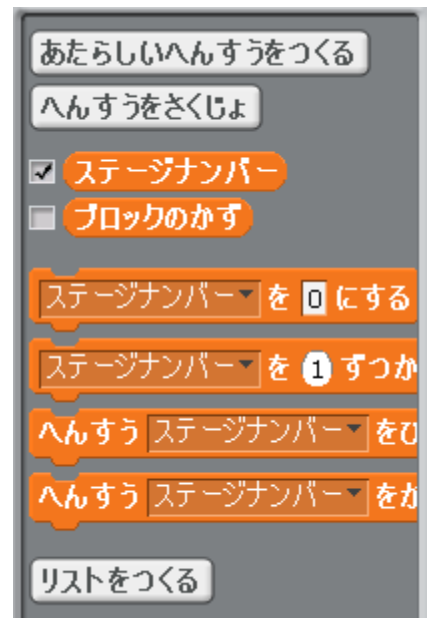 あたらしいへんすうをつくる
へんすうをさくじょ
ステージナンバー
ブロックのかず
ステージナンバー を 0 にする
ステージナンバー を 1 ずつか
へんすう ステージナンバー をひ
へんすう ステージナンバー をか
リストをつくる